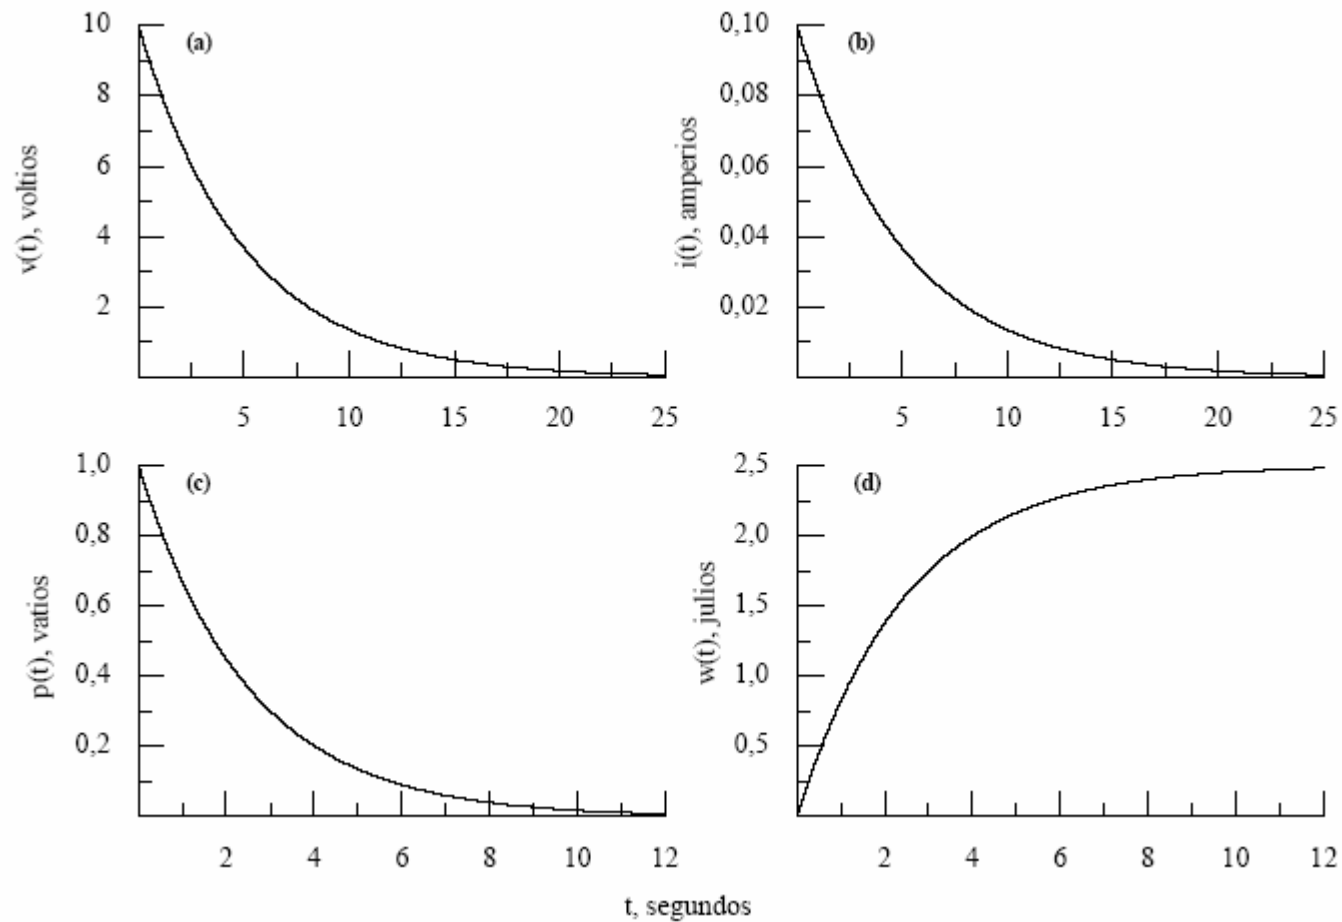 (a)
v(t), voltios
10
8
6
4
2
5 10 15 20 25
(b)
i(t), amperios
0,10
0,08
0,06
0,04
0,02
5 10 15 20 25
(c)
p(t), vatios
1,0
0,8
0,6
0,4
0,2
2 4 6 8 10 12
(d)
w(t), julios
2,5
2,0
1,5
1,0
0,5
2 4 6 8 10 12
t, segundos